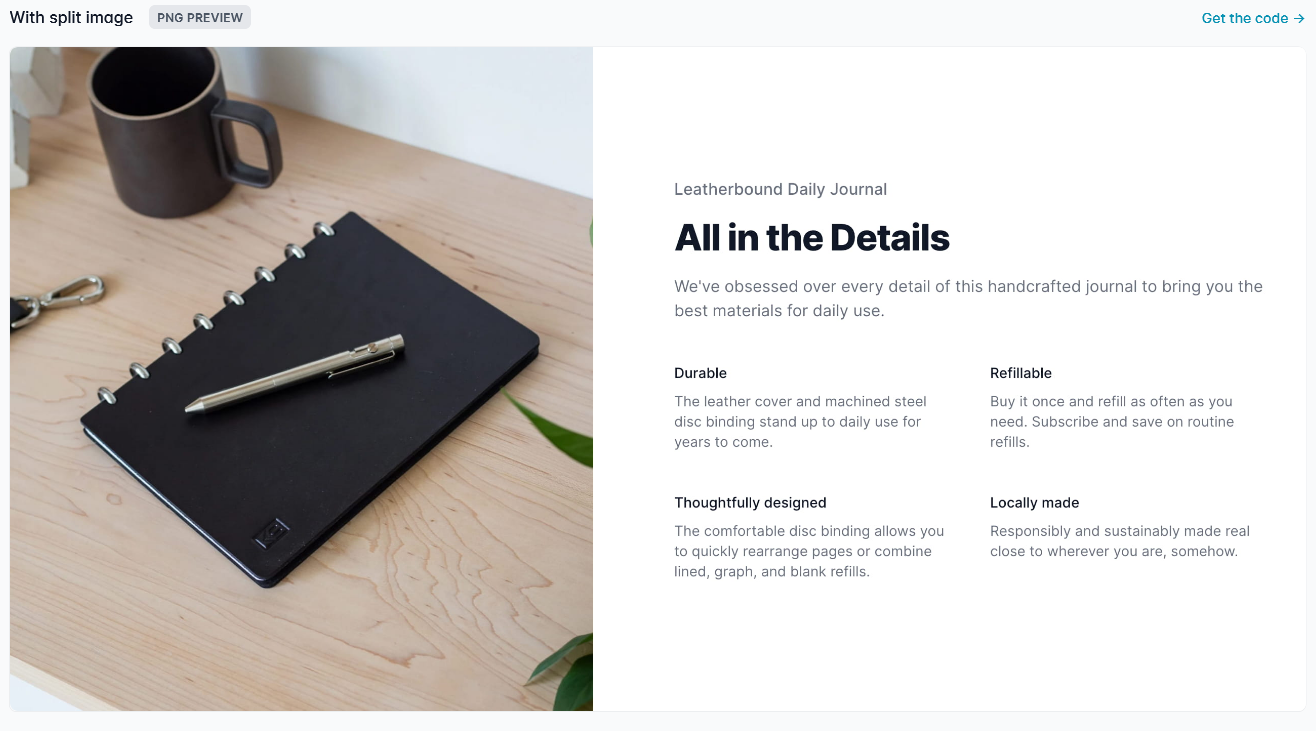 With split image PNG PREVIEW Get the code →
Leatherbound Daily Journal
All in the Details
We've obsessed over every detail of this handcrafted journal to bring you the
best materials for daily use.
Durable
The leather cover and machined steel
disc binding stand up to daily use for
years to come.
Refillable
Buy it once and refill as often as you
need. Subscribe and save on routine
refills.
Thoughtfully designed
The comfortable disc binding allows you
to quickly rearrange pages or combine
lined, graph, and blank refills.
Locally made
Responsibly and sustainably made real
close to wherever you are, somehow.